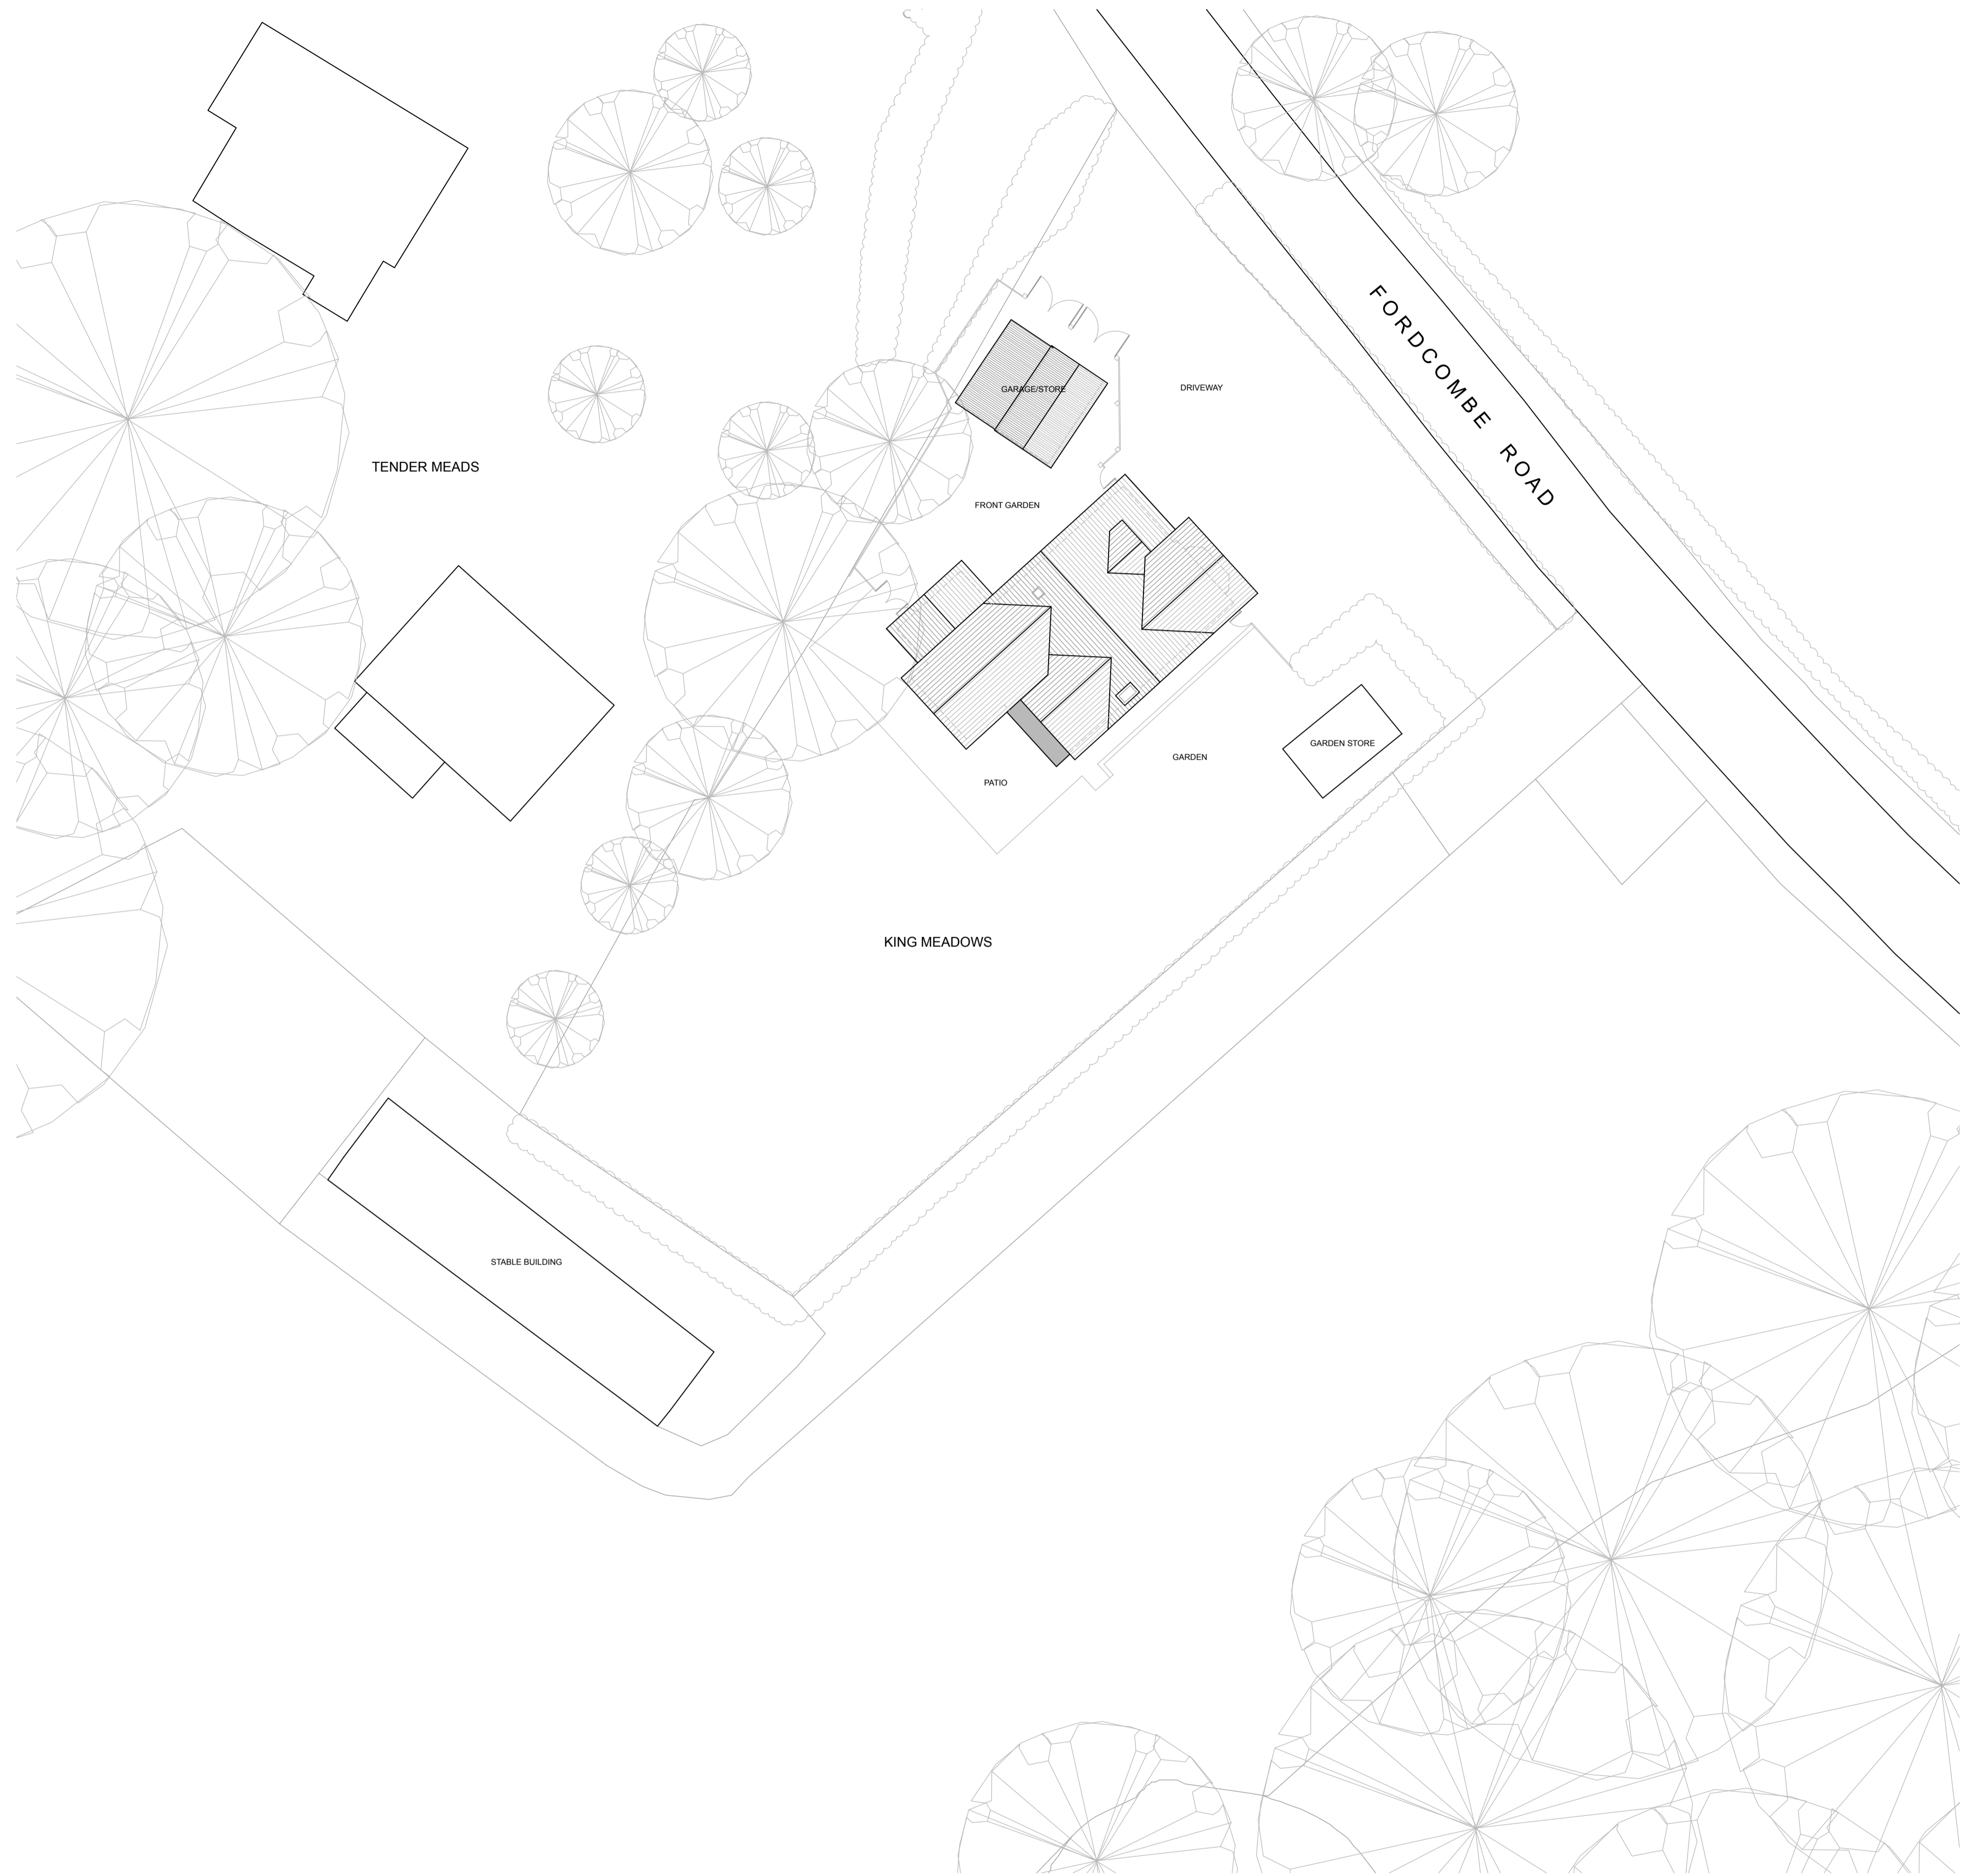 FORDCOMBE ROAD
GARAGE/STORE
DRIVEWAY
TENDER MEADS
FRONT GARDEN
GARDEN STORE
GARDEN
PATIO
KING MEADOWS
STABLE BUILDING